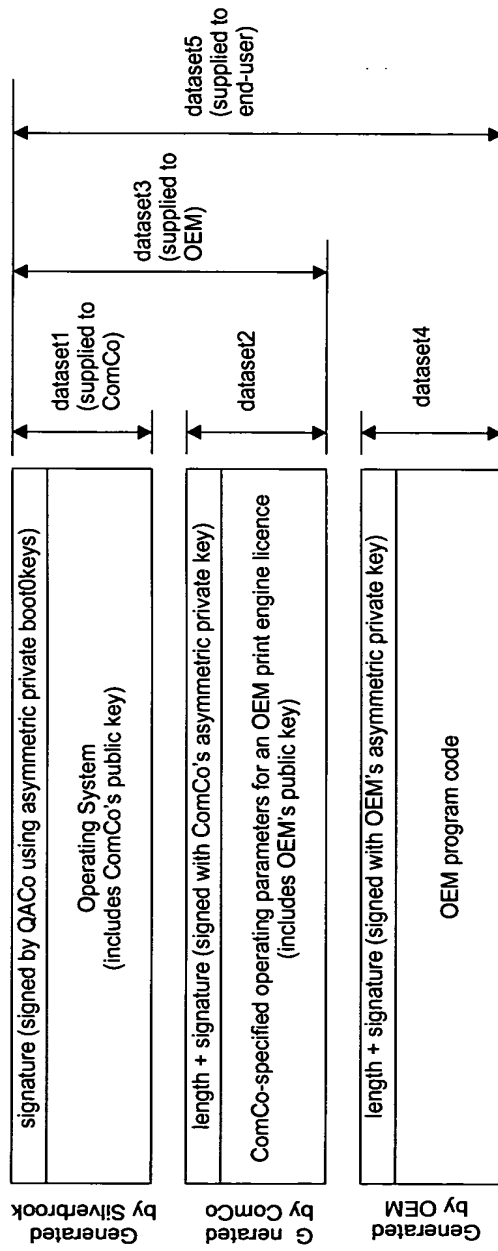 Generated
by Silverbrook
signature (signed by QACo using asymmetric private boot0keys)
Operating System
(includes ComCo's public key)
dataset1
(supplied to
ComCo)
dataset3
(supplied to
OEM)
dataset5
(supplied to
end-user)
G nerated
by ComCo
length + signature (signed with ComCo's asymmetric private key)
ComCo-specified operating parameters for an OEM print engine licence
(includes OEM's public key)
dataset2
Generated
by OEM
length + signature (signed with OEM's asymmetric private key)
OEM program code
dataset4